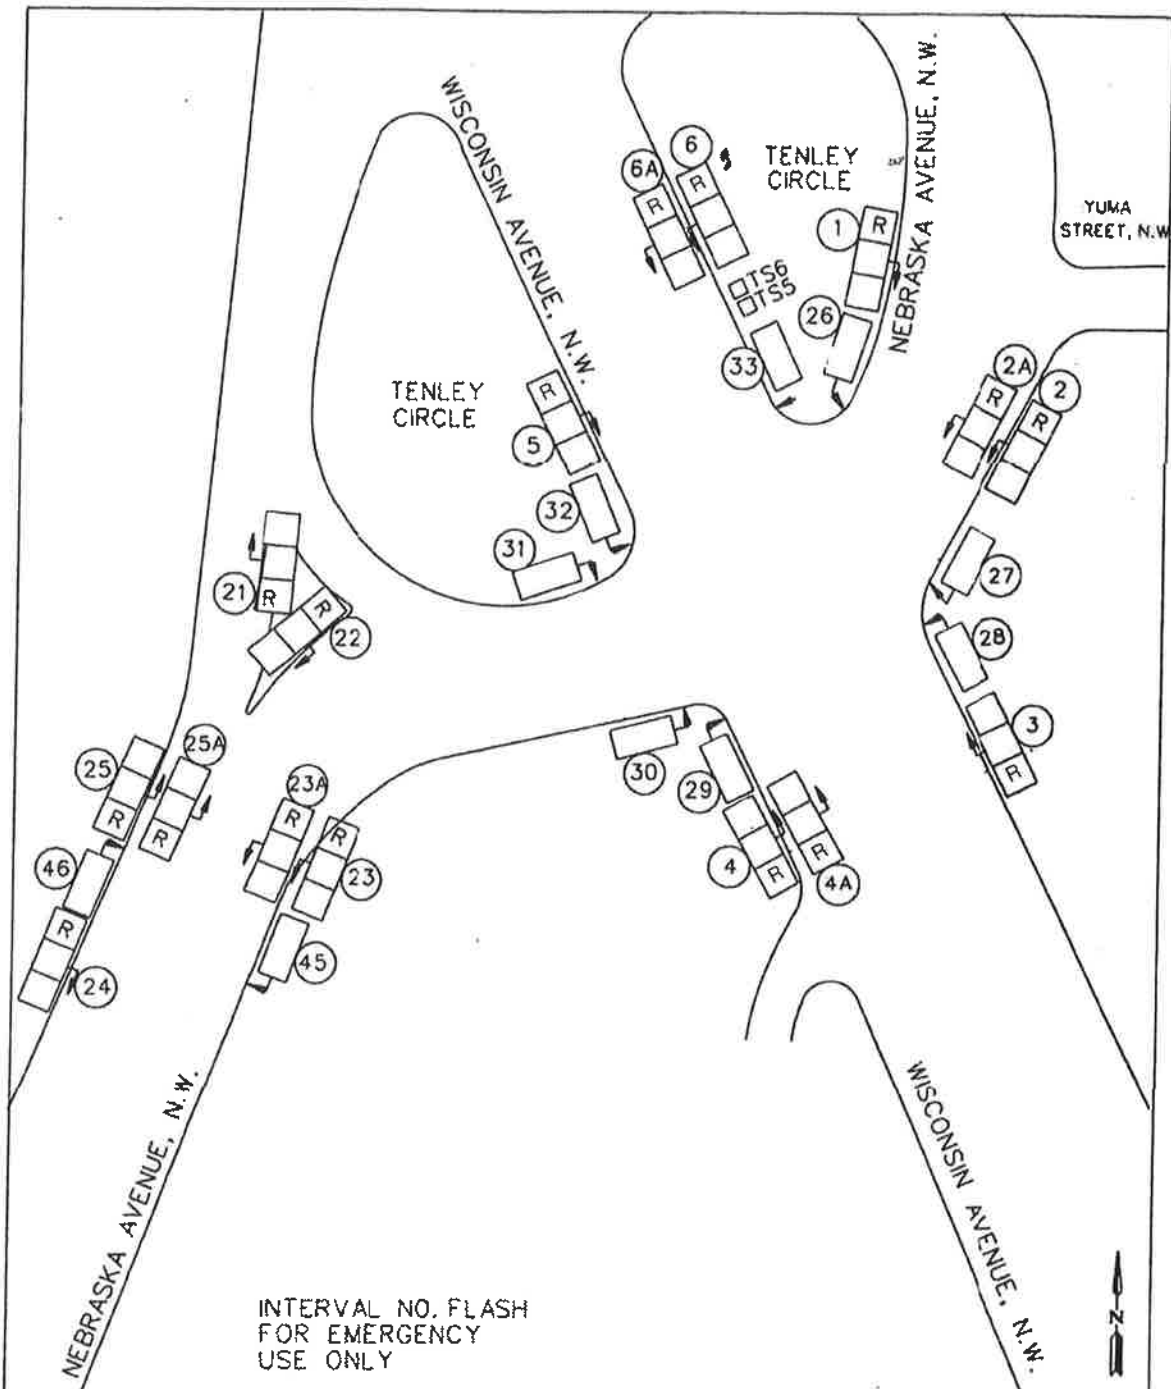 WISCONSIN AVENUE, N.W.
TENLEY
CIRCLE
NEBRASKA AVENUE, N.W.
YUMA
STREET, N.W
6A
R
6
R
1
R
TS6
TS5
26
33
2A
R
2
R
TENLEY
CIRCLE
R
5
32
31
27
21
R
R
22
28
3
R
25
R
25A
R
23A
R
R
23
30
29
4
R
R
4A
46
R
24
45
NEBRASKA AVENUE, N.W.
WISCONSIN AVENUE, N.W.
INTERVAL NO. FLASH
FOR EMERGENCY
USE ONLY
N